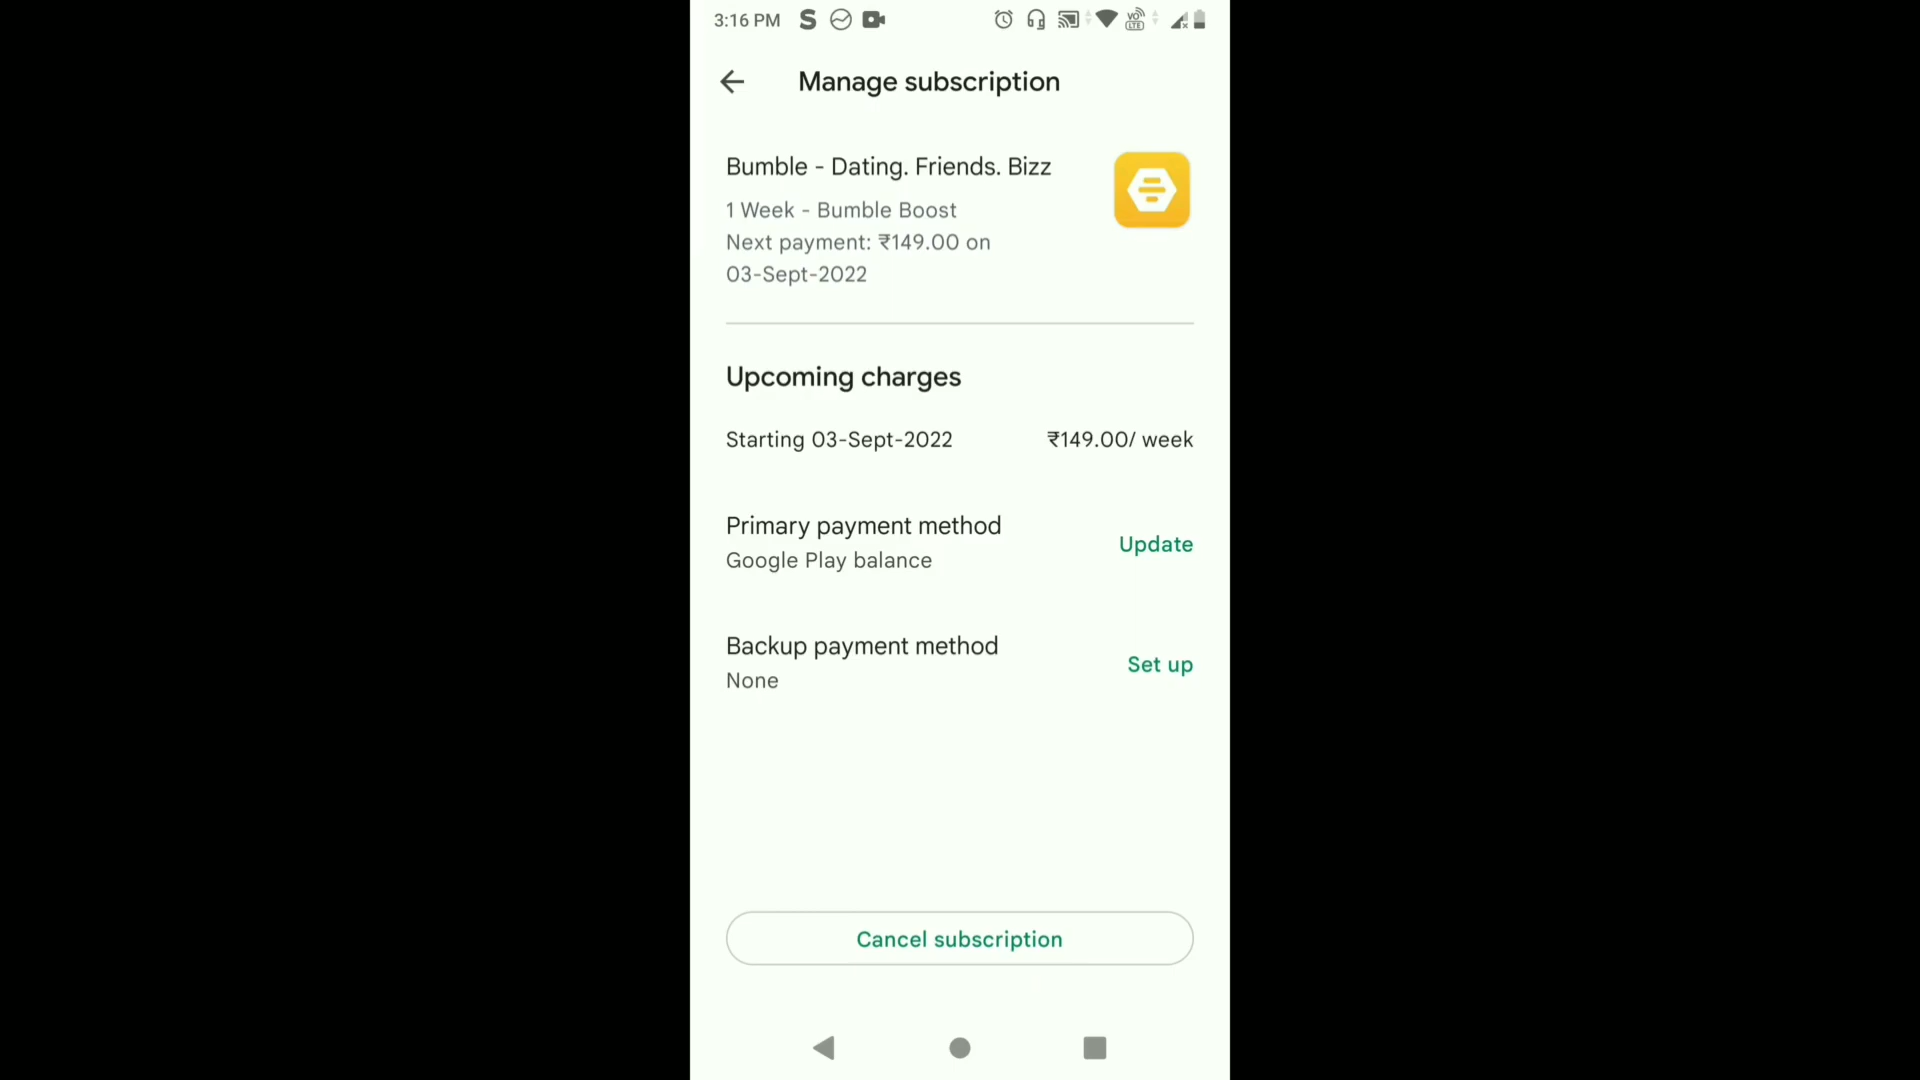 3:16 PM
Manage subscription
Bumble - Dating. Friends. Bizz
1 Week - Bumble Boost
Next payment: ₹149.00 on
03-Sept-2022
Upcoming charges
Starting 03-Sept-2022 ₹149.00/ week
Primary payment method
Google Play balance
Update
Backup payment method
None
Set up
Cancel subscription